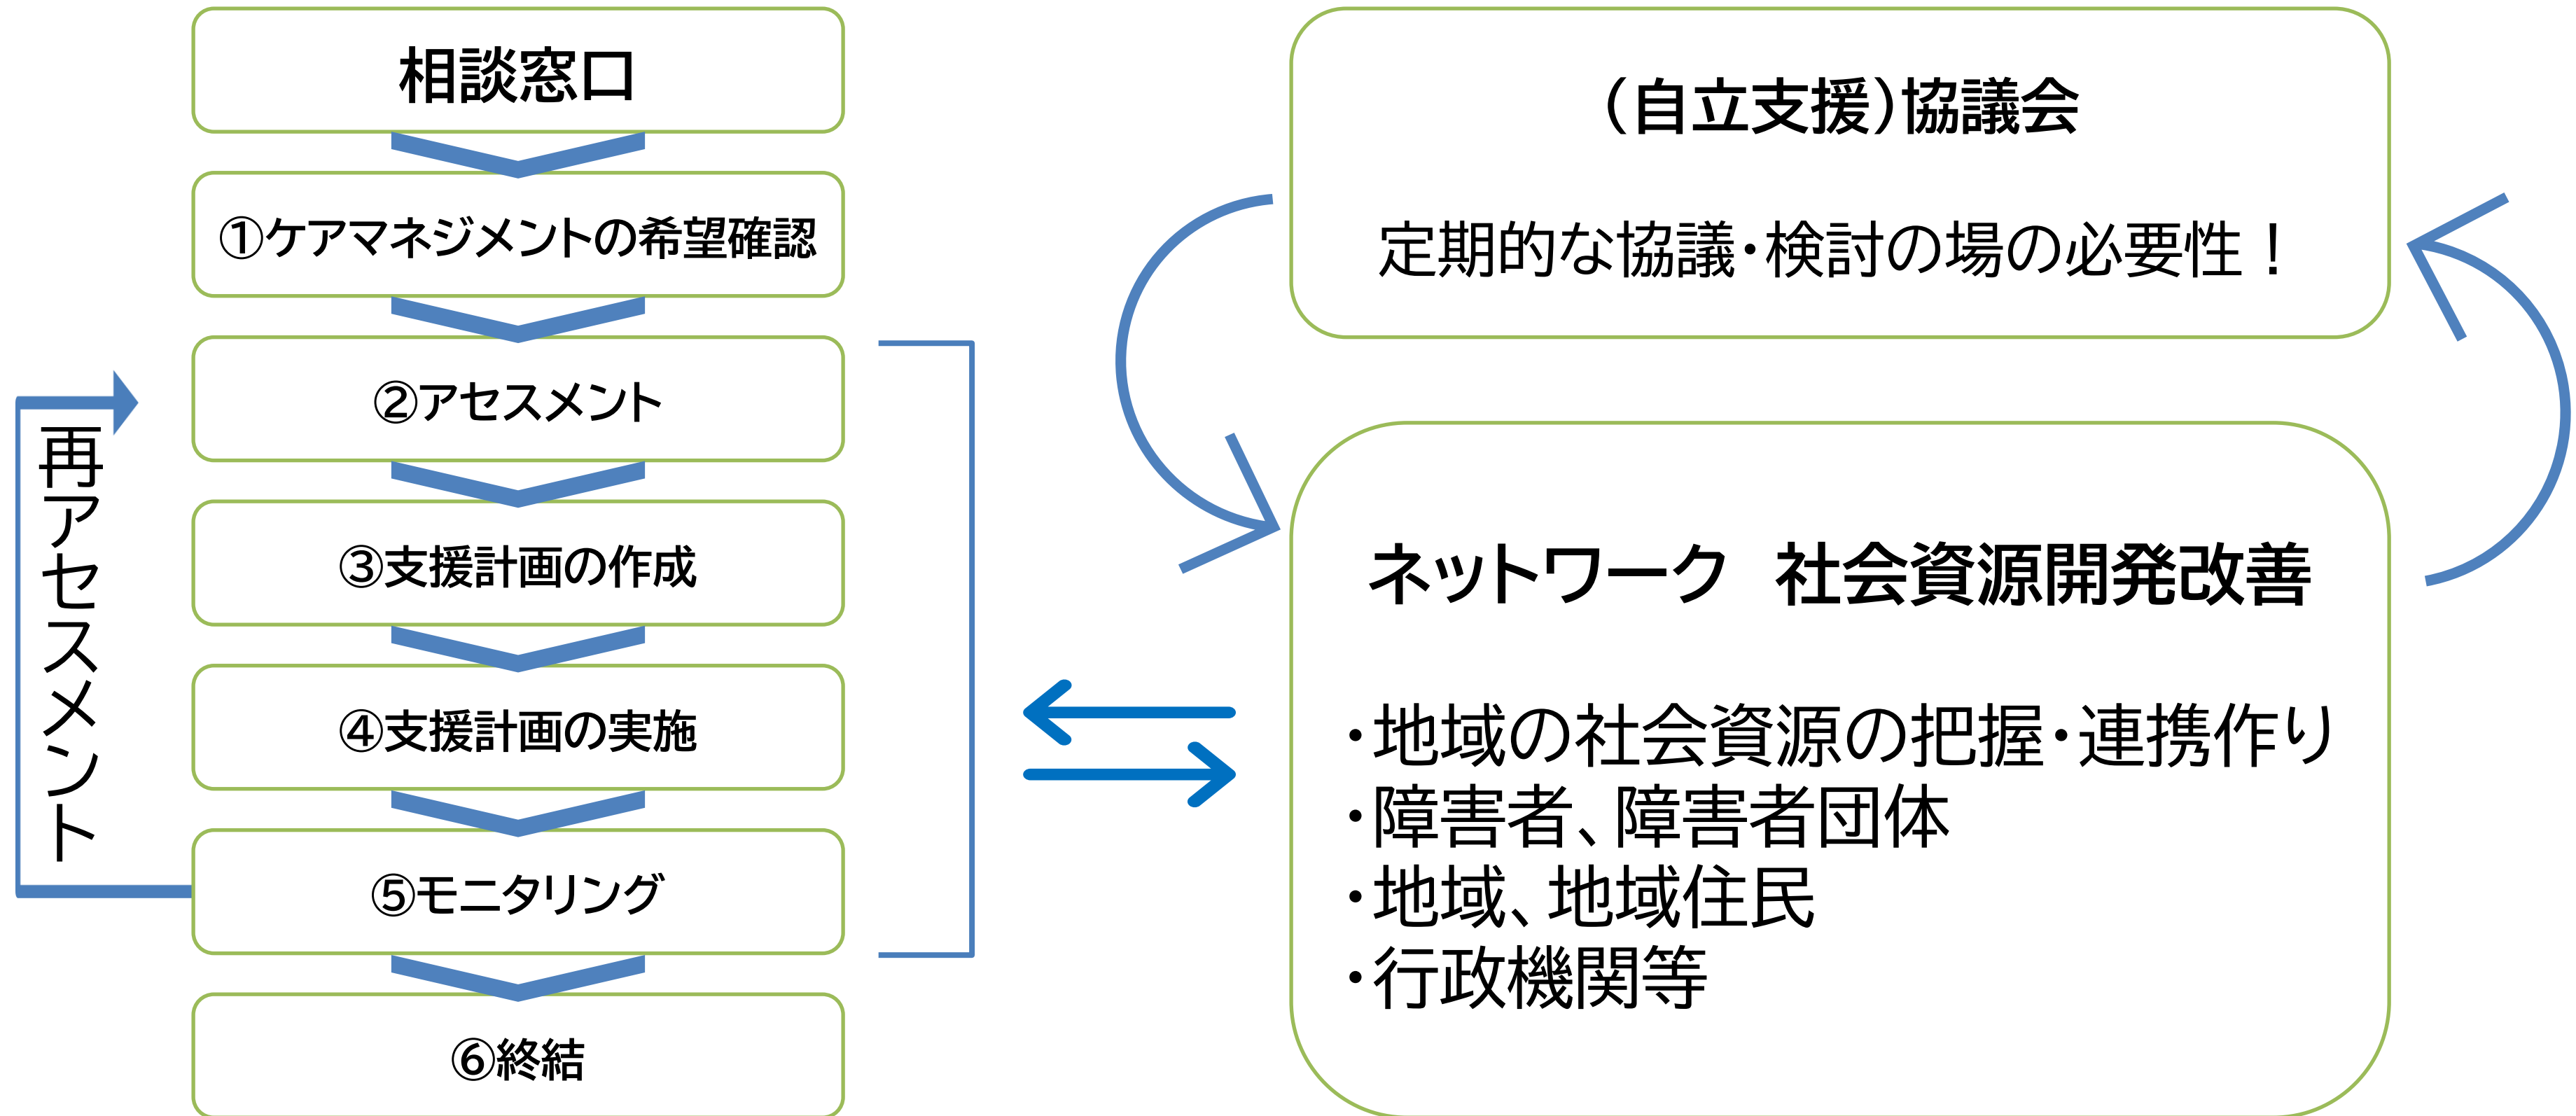 相談窓口
①ケアマネジメントの希望確認
②アセスメント
③支援計画の作成
④支援計画の実施
⑤モニタリング
⑥終結
再アセスメント
（自立支援）協議会
定期的な協議・検討の場の必要性！
ネットワーク　社会資源開発改善
・地域の社会資源の把握・連携作り
・障害者、障害者団体
・地域、地域住民
・行政機関等